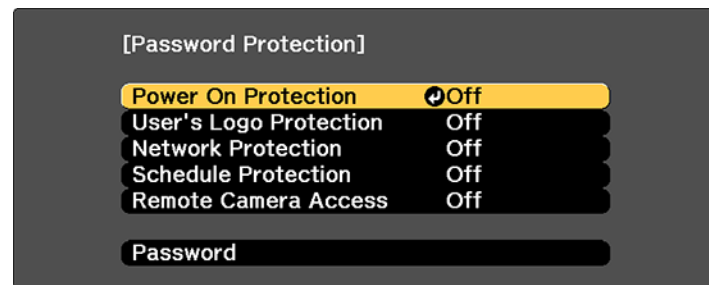 [Password Protection]
Power On Protection Off
User's Logo Protection Off
Network Protection Off
Schedule Protection Off
Remote Camera Access Off
Password